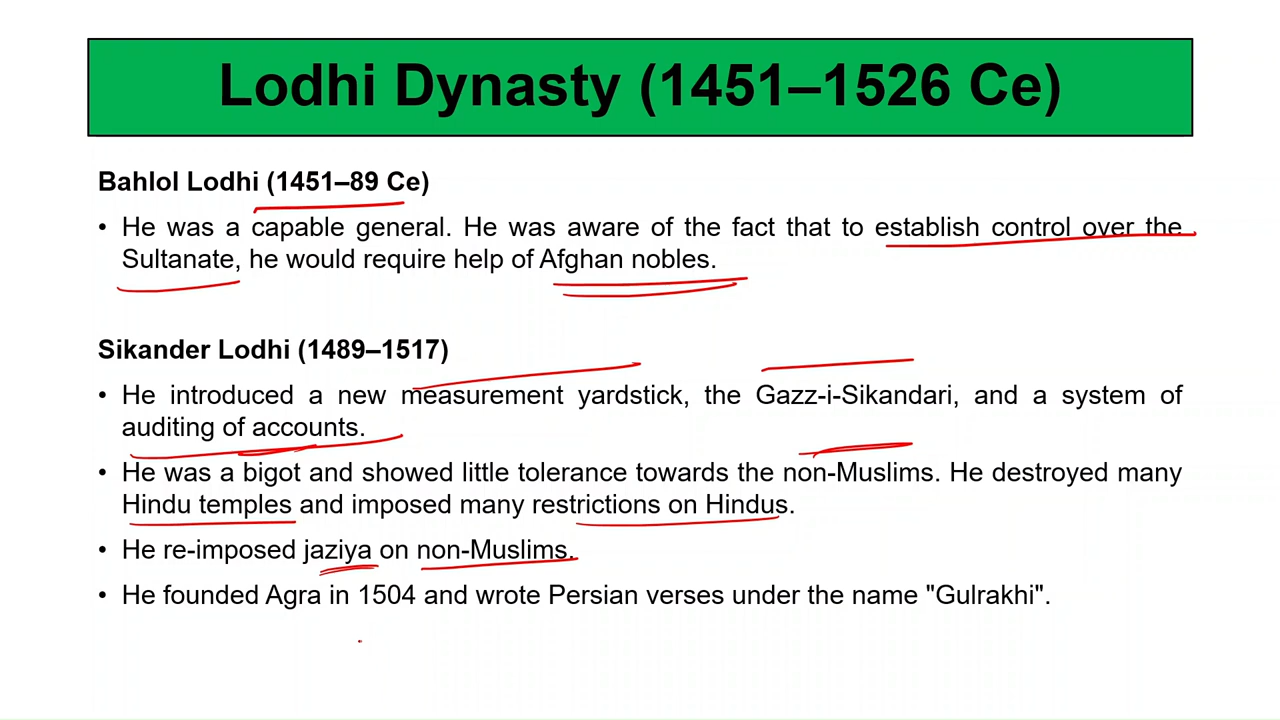 Lodhi Dynasty (1451–1526 Ce)
Bahlol Lodhi (1451–89 Ce)
• He was a capable general. He was aware of the fact that to establish control over the
Sultanate, he would require help of Afghan nobles.
Sikander Lodhi (1489–1517)
• He introduced a new measurement yardstick, the Gazz-i-Sikandari, and a system of
auditing of accounts.
• He was a bigot and showed little tolerance towards the non-Muslims. He destroyed many
Hindu temples and imposed many restrictions on Hindus.
• He re-imposed jaziya on non-Muslims.
• He founded Agra in 1504 and wrote Persian verses under the name "Gulrakhi".